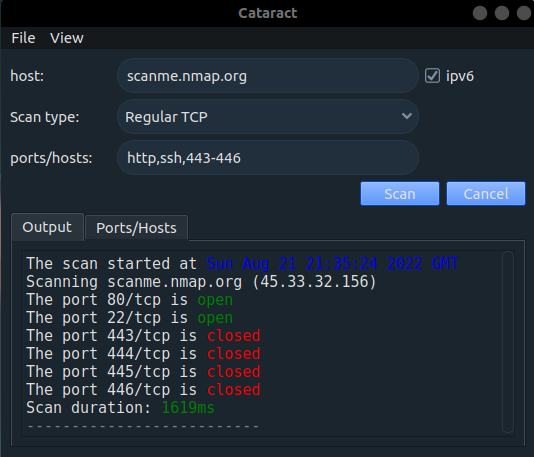 Cataract
File View
host: scanme.nmap.org ipv6
Scan type: Regular TCP
ports/hosts: http,ssh,443-446
Scan Cancel
Output Ports/Hosts
The scan started at Sun Aug 21 21:35:24 2022 GMT
Scanning scanme.nmap.org (45.33.32.156)
The port 80/tcp is open
The port 22/tcp is open
The port 443/tcp is closed
The port 444/tcp is closed
The port 445/tcp is closed
The port 446/tcp is closed
Scan duration: 1619ms
--------------------------